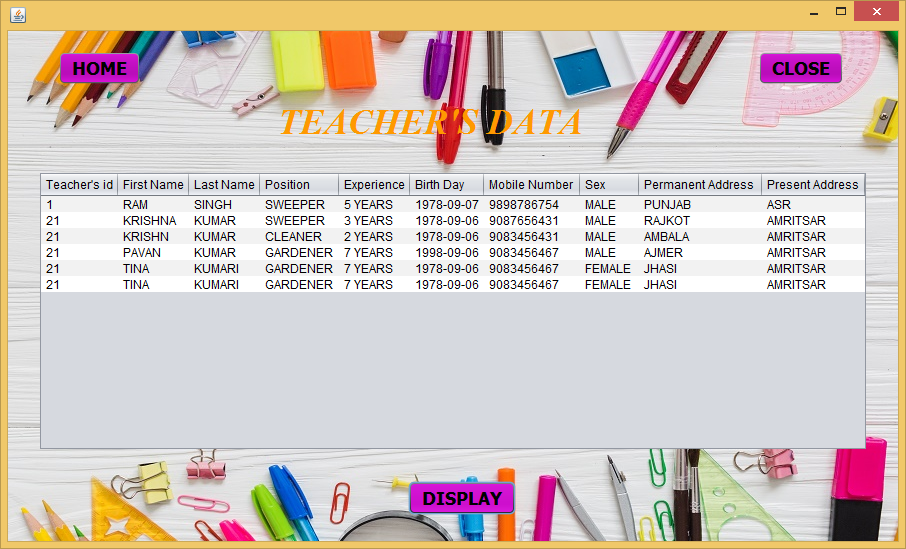 HOME CLOSE
TEACHER'S DATA
Teacher's id First Name Last Name Position Experience Birth Day Mobile Number Sex Permanent Address Present Address
1 RAM SINGH SWEEPER 5 YEARS 1978-09-07 9898786754 MALE PUNJAB ASR
21 KRISHNA KUMAR SWEEPER 3 YEARS 1978-09-06 9087656431 MALE RAJKOT AMRITSAR
21 KRISHN KUMAR CLEANER 2 YEARS 1978-09-06 9083456431 MALE AMBALA AMRITSAR
21 PAVAN KUMAR GARDENER 7 YEARS 1998-09-06 9083456467 MALE AJMER AMRITSAR
21 TINA KUMARI GARDENER 7 YEARS 1978-09-06 9083456467 FEMALE JHASI AMRITSAR
21 TINA KUMARI GARDENER 7 YEARS 1978-09-06 9083456467 FEMALE JHASI AMRITSAR
DISPLAY